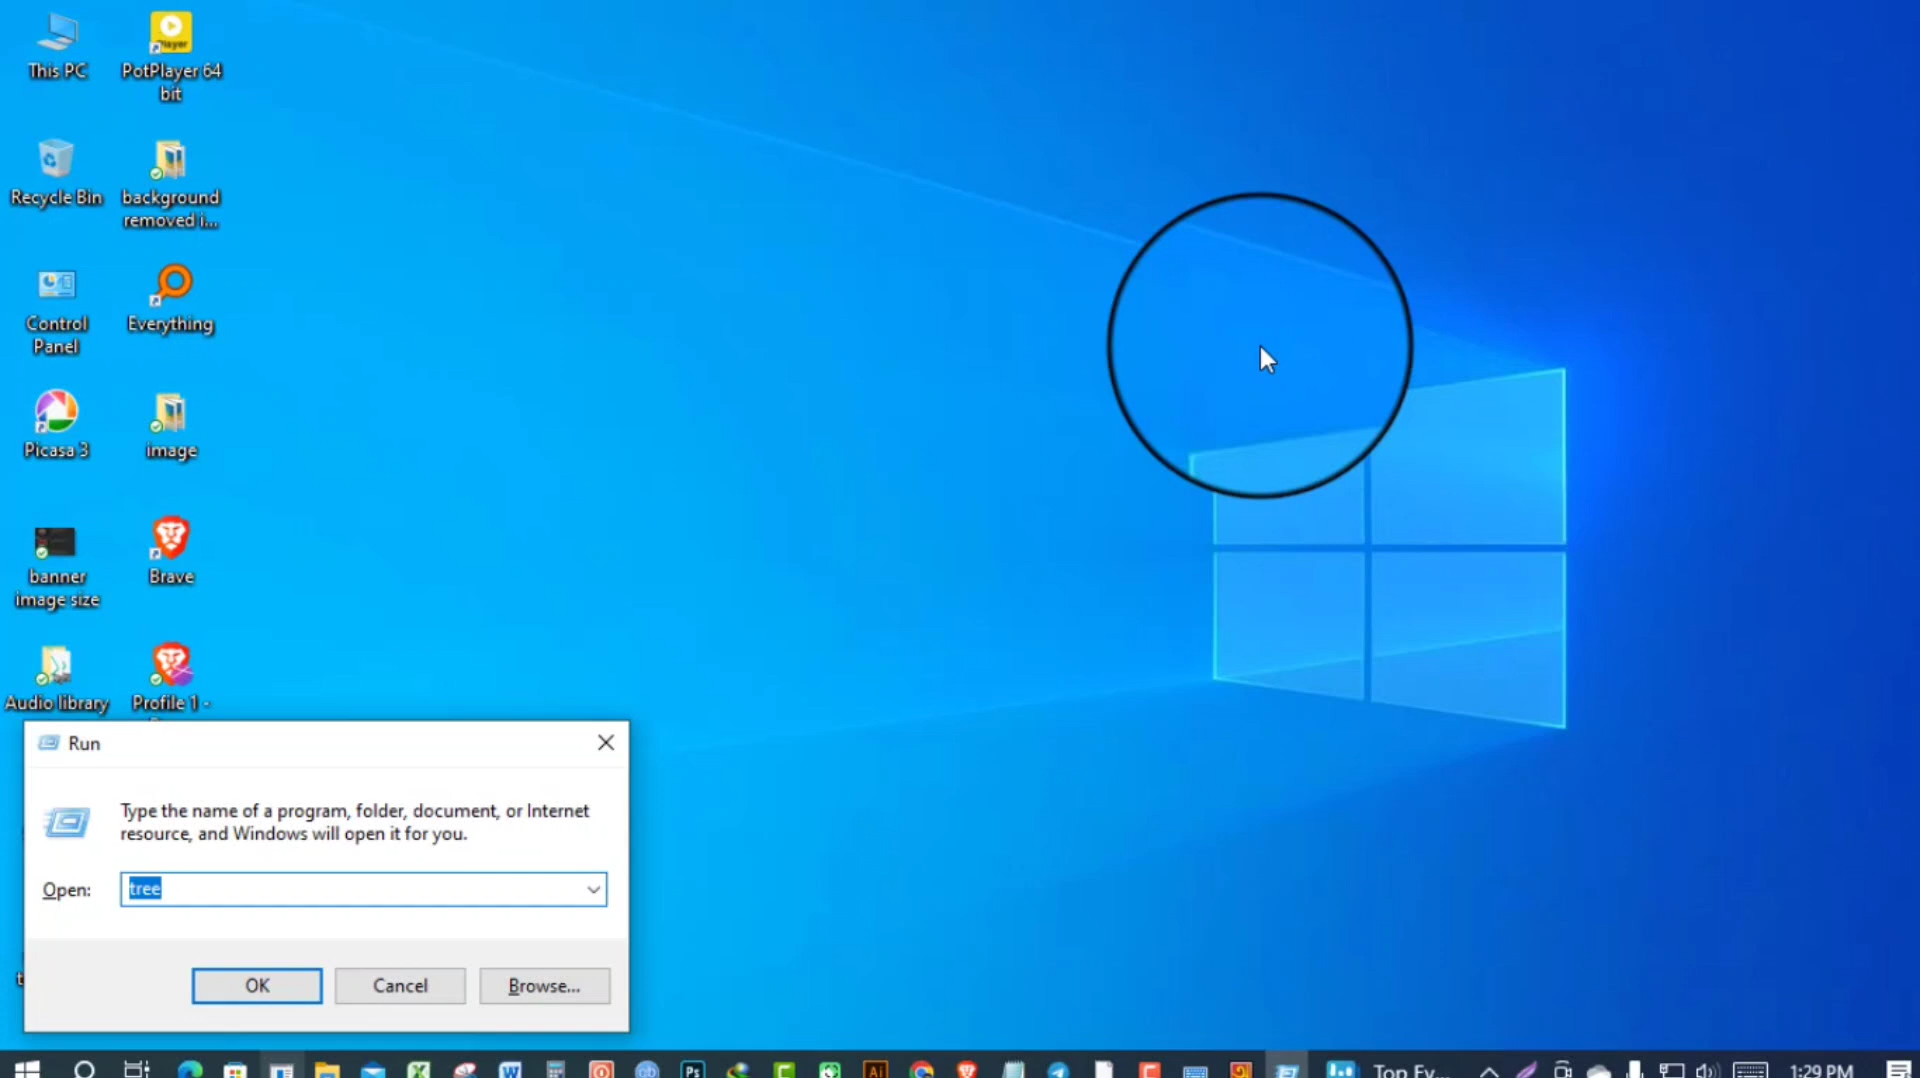 This PC
PotPlayer 64
bit
Recycle Bin
background
removed i...
Control
Panel
Everything
Picasa 3
image
banner
image size
Brave
Audio library
Profile 1 -
Run
Type the name of a program, folder, document, or Internet
resource, and Windows will open it for you.
Open:
tree
OK
Cancel
Browse...
Top Ev...
1:29 PM